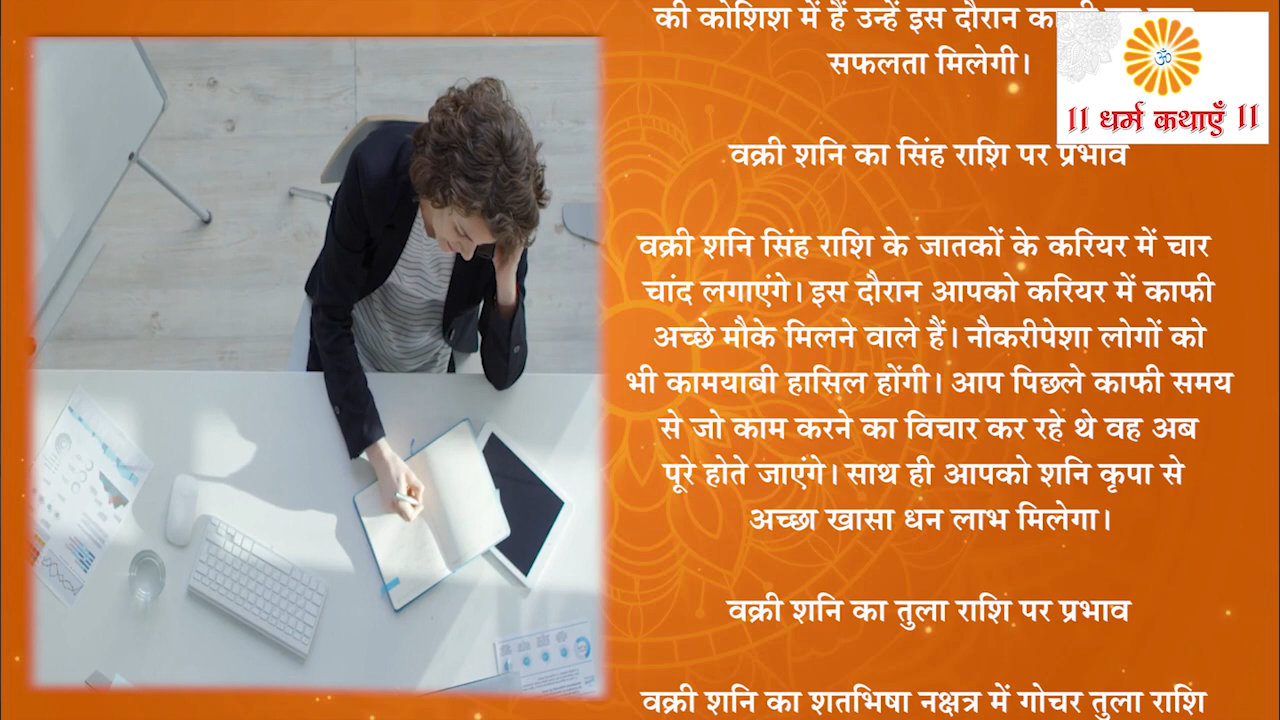 की कोशिश में हैं उन्हें इस दौरान
सफलता मिलेगी।
ॐ
।। धर्म कथाएँ ।।
वक्री शनि का सिंह राशि पर प्रभाव
वक्री शनि सिंह राशि के जातकों के करियर में चार
चांद लगाएंगे। इस दौरान आपको करियर में काफी
अच्छे मौके मिलने वाले हैं। नौकरीपेशा लोगों को
भी कामयाबी हासिल होंगी। आप पिछले काफी समय
से जो काम करने का विचार कर रहे थे वह अब
पूरे होते जाएंगे। साथ ही आपको शनि कृपा से
अच्छा खासा धन लाभ मिलेगा।
वक्री शनि का तुला राशि पर प्रभाव
वक्री शनि का शतभिषा नक्षत्र में गोचर तुला राशि